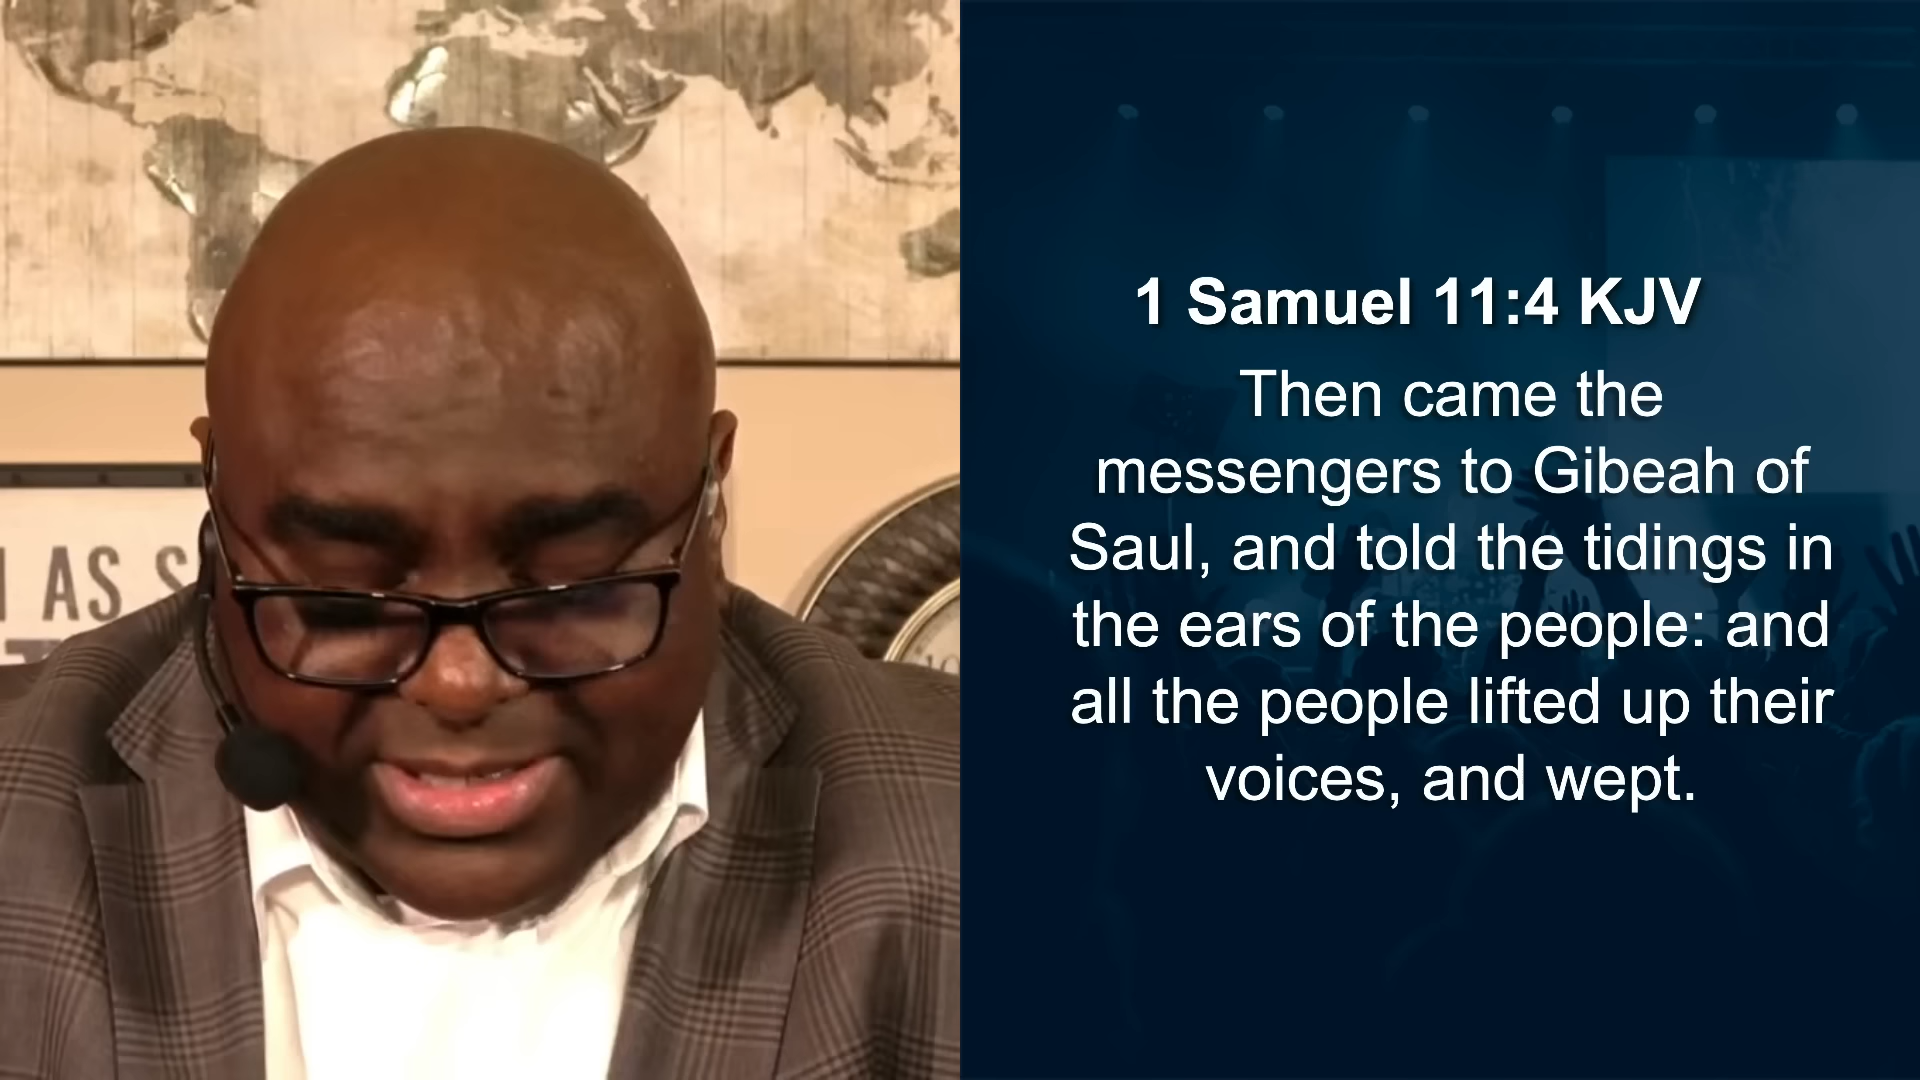 AS
1 Samuel 11:4 KJV
Then came the
messengers to Gibeah of
Saul, and told the tidings in
the ears of the people: and
all the people lifted up their
voices, and wept.